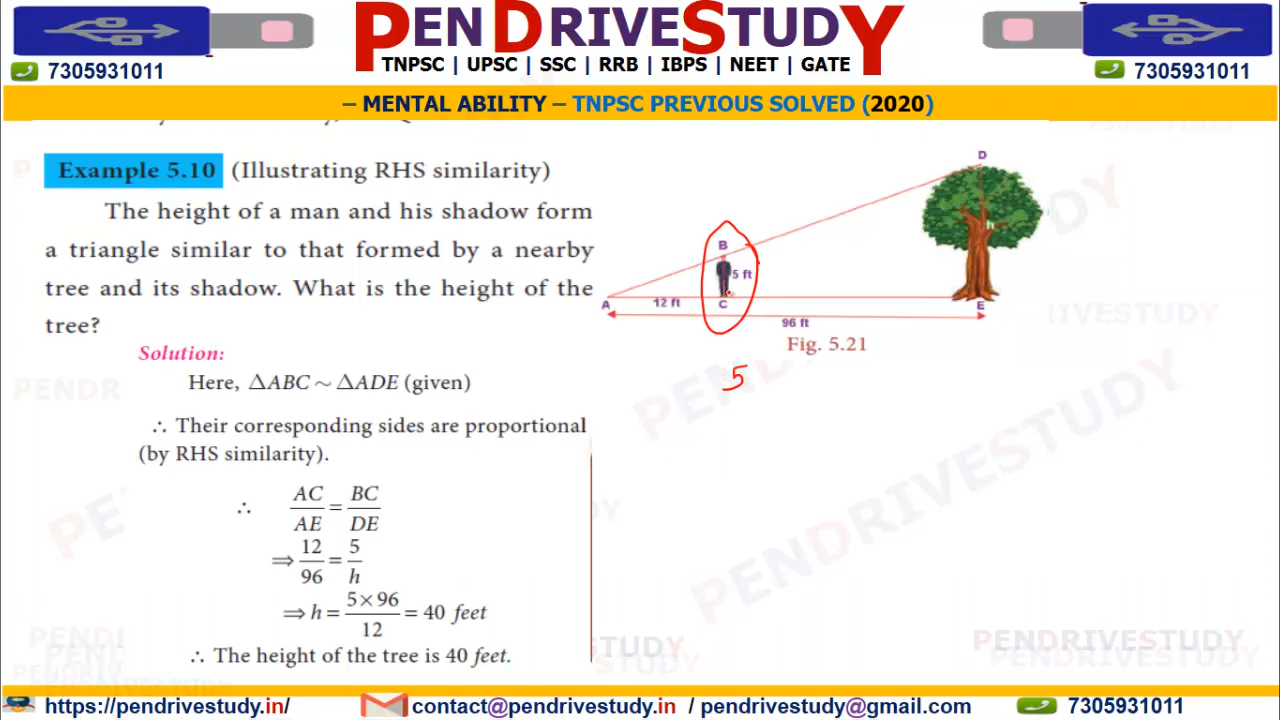 PENDRIVESTUDY
TNPSC | UPSC | SSC | RRB | IBPS | NEET | GATE
7305931011
7305931011
– MENTAL ABILITY – TNPSC PREVIOUS SOLVED (2020)
Example 5.10 (Illustrating RHS similarity)
The height of a man and his shadow form
a triangle similar to that formed by a nearby
tree and its shadow. What is the height of the
tree?
Solution:
Here, △ABC ~ △ADE (given)
∴ Their corresponding sides are proportional
(by RHS similarity).
∴ AC/AE = BC/DE
⇒ 12/96 = 5/h
⇒ h = 5 × 96/12 = 40 feet
∴ The height of the tree is 40 feet.
D
h
B
5 ft
A
12 ft
C
E
96 ft
Fig. 5.21
5
PENDRIVESTUDY
PENDRIVESTUDY
PENDRIVESTUDY
https://pendrivestudy.in/
contact@pendrivestudy.in / pendrivestudy@gmail.com
7305931011